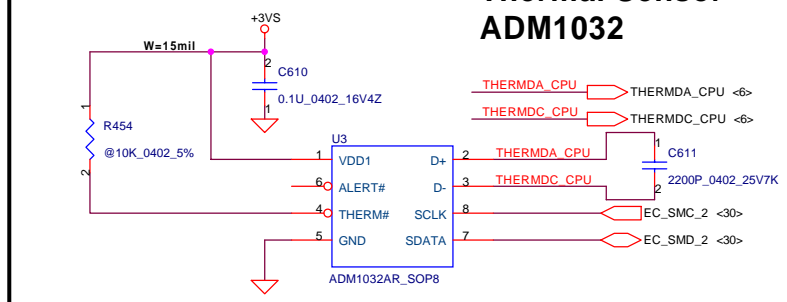 Thermal Sensor
ADM1032
+3VS
W=15mil
2
C610
0.1U_0402_16V4Z
1
THERMDA_CPU
THERMDA_CPU <6>
THERMDC_CPU
THERMDC_CPU <6>
1
R454
@10K_0402_5%
2
U3
1
VDD1
D+
2
THERMDA_CPU
1
C611
6
ALERT#
D-
3
THERMDC_CPU
2
2200P_0402_25V7K
4
THERM#
SCLK
8
EC_SMC_2 <30>
5
GND
SDATA
7
EC_SMD_2 <30>
ADM1032AR_SOP8